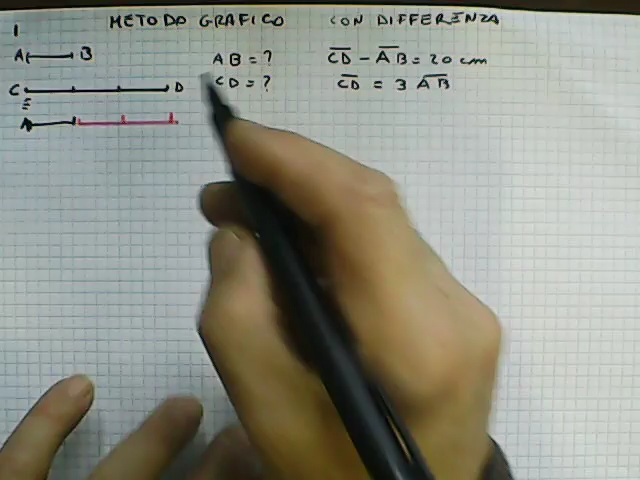 1 METODO GRAFICO CON DIFFERENZA
A B AB = ? CD - AB = 20 cm
C D CD = ? CD = 3 AB
A